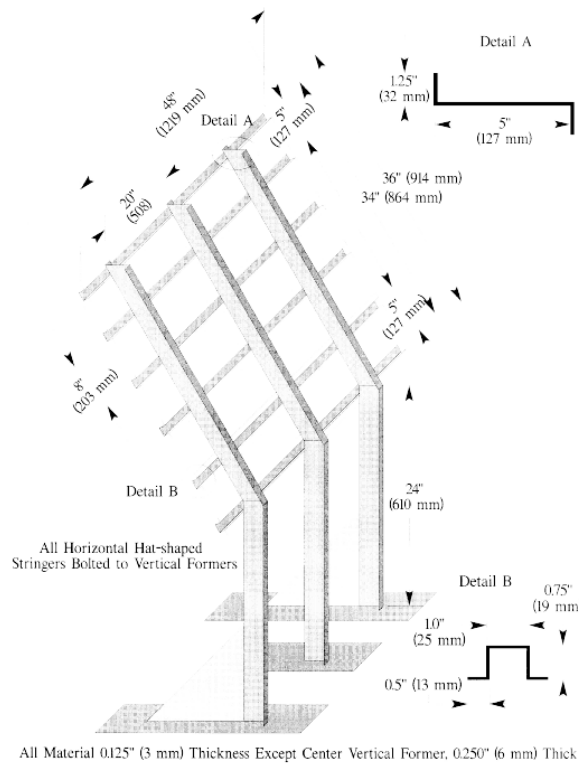 Detail A
1.25"
(32 mm)
5"
(127 mm)
48"
(1219 mm)
Detail A
5"
(127 mm)
36" (914 mm)
34" (864 mm)
20"
(508)
5"
(127 mm)
8"
(203 mm)
24"
(610 mm)
Detail B
All Horizontal Hat-shaped
Stringers Bolted to Vertical Formers
Detail B
0.75"
(19 mm
1.0"
(25 mm)
0.5" (13 mm)
All Material 0.125" (3 mm) Thickness Except Center Vertical Former, 0.250" (6 mm) Thick